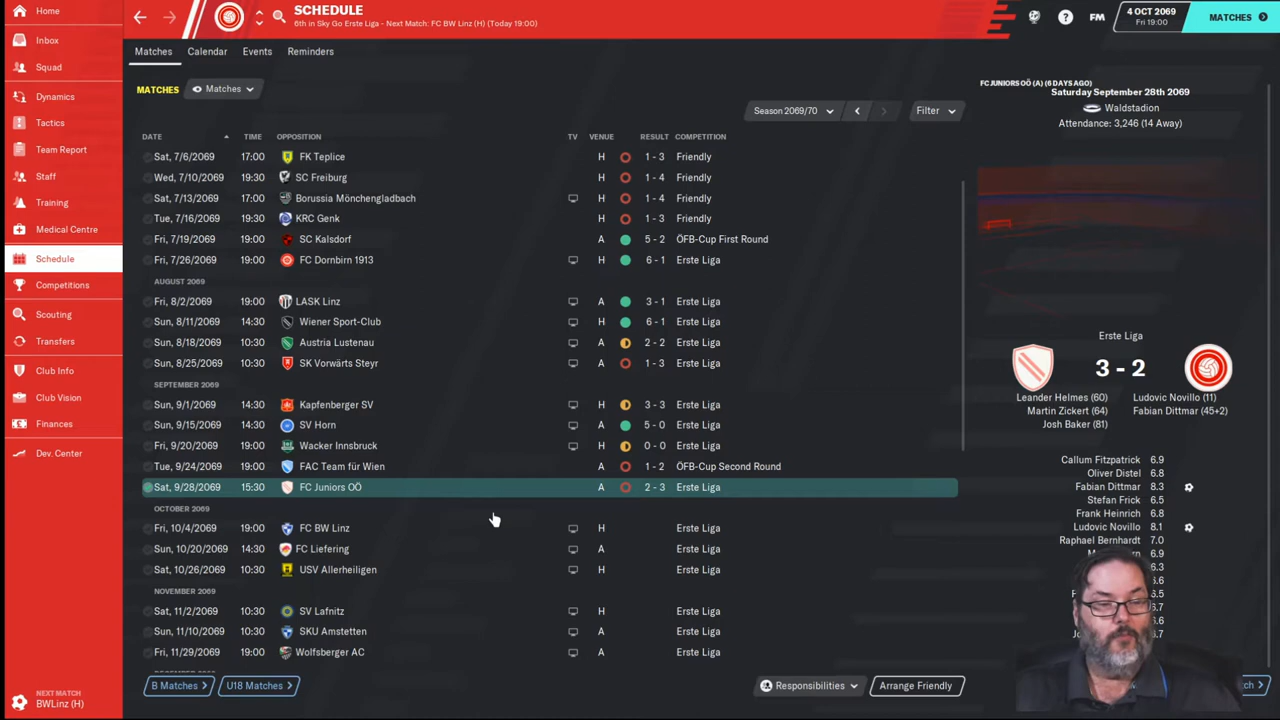 Home
Inbox
Squad
Dynamics
Tactics
Team Report
Staff
Training
Medical Centre
Schedule
Competitions
Scouting
Transfers
Club Info
Club Vision
Finances
Dev. Center
NEXT MATCH
BWLinz (H)
SCHEDULE
6th in Sky Go Erste Liga - Next Match: FC BW Linz (H) (Today 19:00)
? FM
4 OCT 2069
Fri 19:00
MATCHES
Matches Calendar Events Reminders
MATCHES Matches
Season 2069/70 Filter
DATE TIME OPPOSITION TV VENUE RESULT COMPETITION
Sat, 7/6/2069 17:00 FK Teplice H 1 - 3 Friendly
Wed, 7/10/2069 19:30 SC Freiburg H 1 - 4 Friendly
Sat, 7/13/2069 17:00 Borussia Mönchengladbach H 1 - 4 Friendly
Tue, 7/16/2069 19:30 KRC Genk H 1 - 3 Friendly
Fri, 7/19/2069 19:00 SC Kalsdorf A 5 - 2 ÖFB-Cup First Round
Fri, 7/26/2069 19:00 FC Dornbirn 1913 H 6 - 1 Erste Liga
AUGUST 2069
Fri, 8/2/2069 19:00 LASK Linz A 3 - 1 Erste Liga
Sun, 8/11/2069 14:30 Wiener Sport-Club H 6 - 1 Erste Liga
Sun, 8/18/2069 10:30 Austria Lustenau A 2 - 2 Erste Liga
Sun, 8/25/2069 10:30 SK Vorwärts Steyr A 1 - 3 Erste Liga
SEPTEMBER 2069
Sun, 9/1/2069 14:30 Kapfenberger SV H 3 - 3 Erste Liga
Sun, 9/15/2069 14:30 SV Horn A 5 - 0 Erste Liga
Fri, 9/20/2069 19:00 Wacker Innsbruck H 0 - 0 Erste Liga
Tue, 9/24/2069 19:00 FAC Team für Wien A 1 - 2 ÖFB-Cup Second Round
Sat, 9/28/2069 15:30 FC Juniors OÖ A 2 - 3 Erste Liga
OCTOBER 2069
Fri, 10/4/2069 19:00 FC BW Linz H Erste Liga
Sun, 10/20/2069 14:30 FC Liefering A Erste Liga
Sat, 10/26/2069 10:30 USV Allerheiligen H Erste Liga
NOVEMBER 2069
Sat, 11/2/2069 10:30 SV Lafnitz H Erste Liga
Sun, 11/10/2069 10:30 SKU Amstetten A Erste Liga
Fri, 11/29/2069 19:00 Wolfsberger AC A Erste Liga
B Matches U18 Matches Responsibilities Arrange Friendly
FC JUNIORS OÖ (A) (6 DAYS AGO)
Saturday September 28th 2069
Waldstadion
Attendance: 3,246 (14 Away)
Erste Liga
3 - 2
Leander Helmes (60) Ludovic Novillo (11)
Martin Zickert (64) Fabian Dittmar (45+2)
Josh Baker (81)
Callum Fitzpatrick 6.9
Oliver Distel 6.8
Fabian Dittmar 8.3
Stefan Frick 6.5
Frank Heinrich 6.8
Ludovic Novillo 8.1
Raphael Bernhardt 7.0
6.9